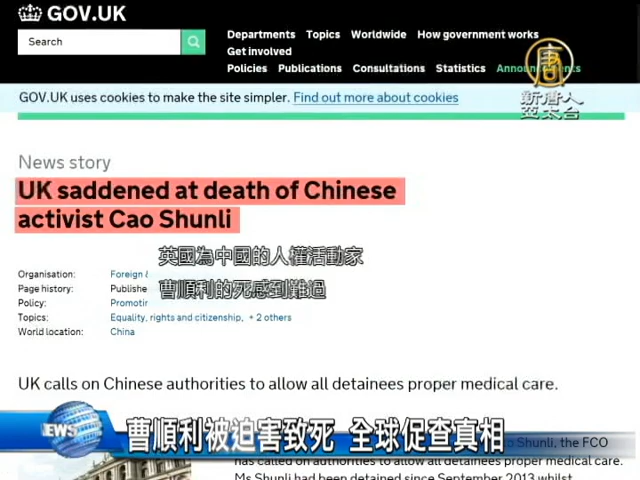 GOV.UK
Search
Departments Topics Worldwide How government works
Get involved
Policies Publications Consultations Statistics Announcements
唐
新唐人
亞太台
GOV.UK uses cookies to make the site simpler. Find out more about cookies
News story
UK saddened at death of Chinese
activist Cao Shunli
英國為中國的人權活動家
曹順利的死感到難過
Organisation: Foreign &
Page history: Publishe
Policy: Promotin
Topics: Equality, rights and citizenship, + 2 others
World location: China
UK calls on Chinese authorities to allow all detainees proper medical care.
EWS
曹順利被迫害致死 全球促查真相
Shunli, the FCO
has called on authorities to allow all detainees proper medical care.
Ms Shunli had been detained since September 2013 whilst